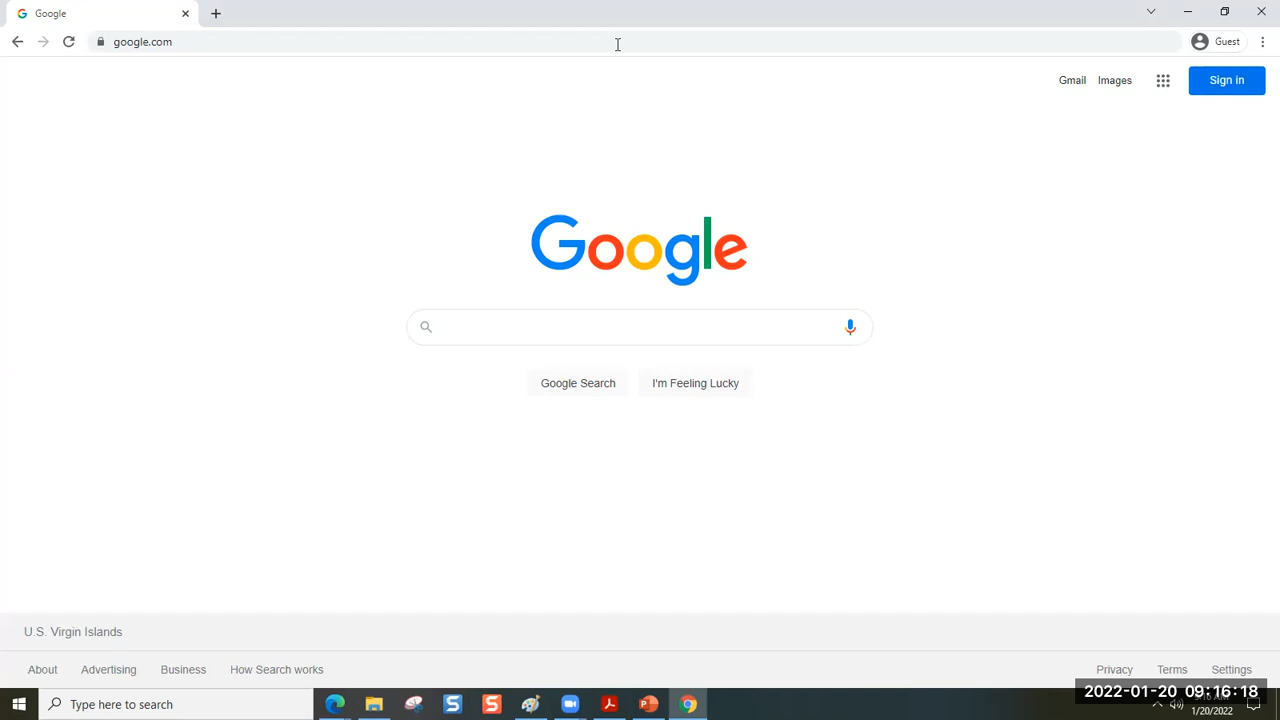 Google
google.com
Guest
Gmail
Images
Sign in
Google
Google Search
I'm Feeling Lucky
U.S. Virgin Islands
About
Advertising
Business
How Search works
Privacy
Terms
Settings
Type here to search
2022-01-20 09:16:18
1/20/2022